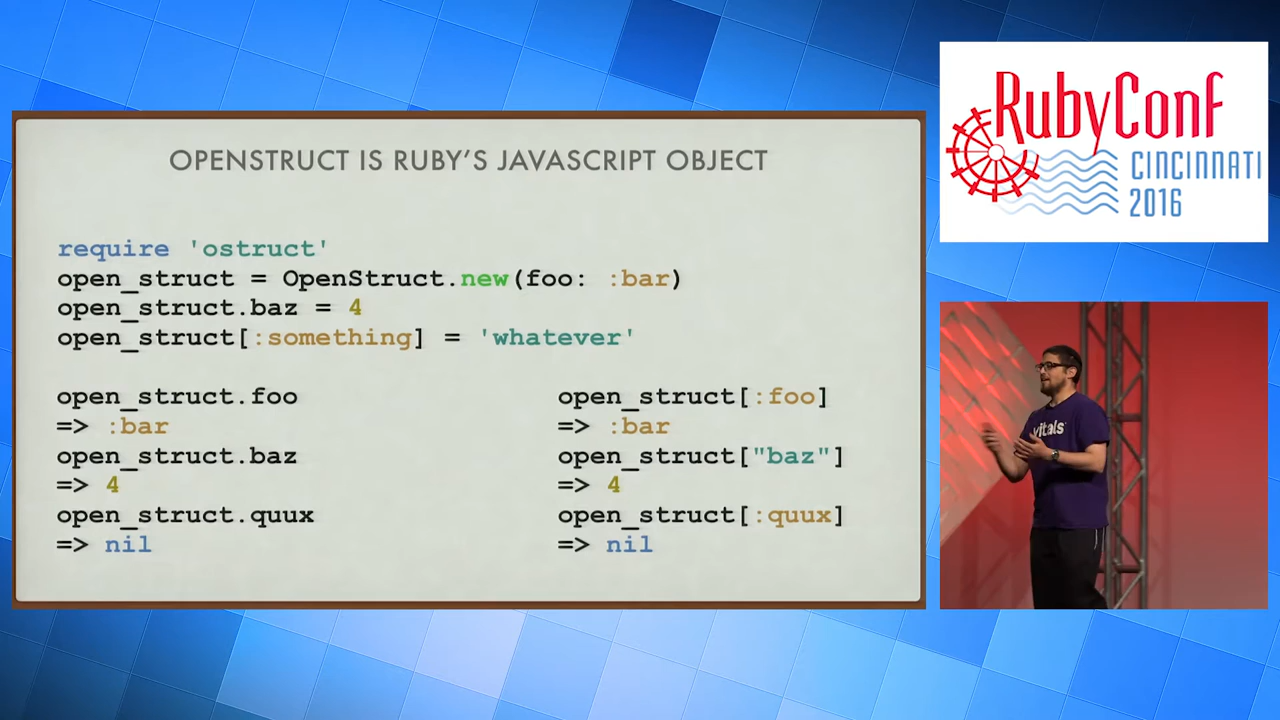 OPENSTRUCT IS RUBY'S JAVASCRIPT OBJECT
require 'ostruct'
open_struct = OpenStruct.new(foo: :bar)
open_struct.baz = 4
open_struct[:something] = 'whatever'
open_struct.foo
=> :bar
open_struct.baz
=> 4
open_struct.quux
=> nil
open_struct[:foo]
=> :bar
open_struct["baz"]
=> 4
open_struct[:quux]
=> nil
RubyConf
CINCINNATI
2016
vitals